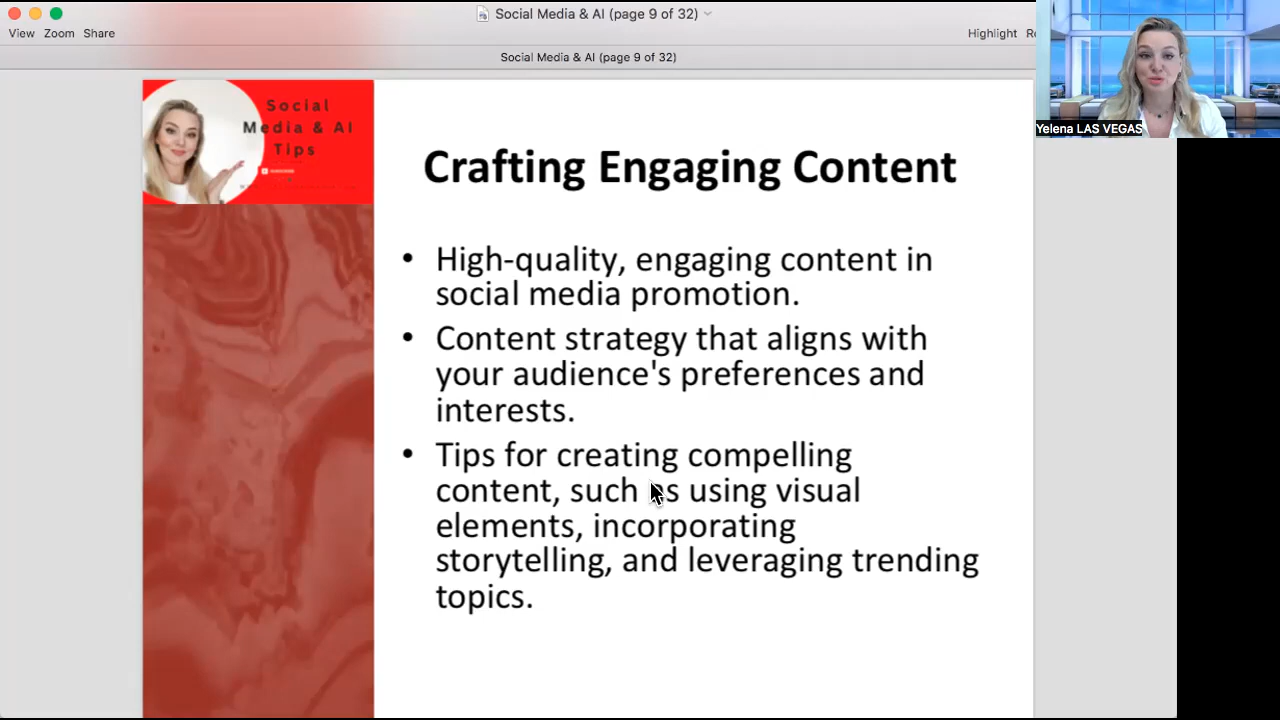 Social Media & AI (page 9 of 32)
View Zoom Share
Highlight
Social Media & AI (page 9 of 32)
Yelena LAS VEGAS
Social
Media & AI
Tips
Crafting Engaging Content
• High-quality, engaging content in
social media promotion.
• Content strategy that aligns with
your audience's preferences and
interests.
• Tips for creating compelling
content, such as using visual
elements, incorporating
storytelling, and leveraging trending
topics.